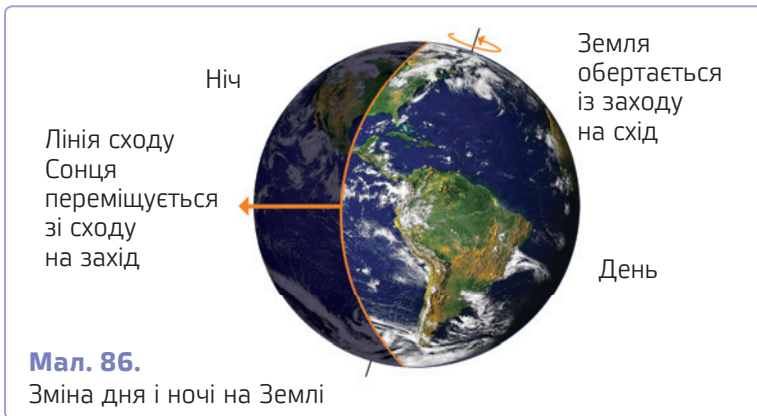 Ніч
Земля
обертається
із заходу
на схід
Лінія сходу
Сонця
переміщується
зі сходу
на захід
День
Мал. 86.
Зміна дня і ночі на Землі